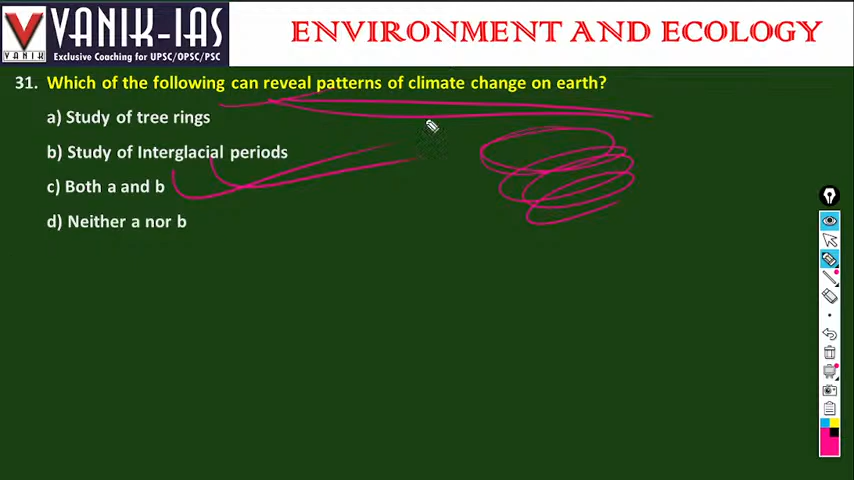 VANIK-IAS
VANIK
Exclusive Coaching for UPSC/OPSC/PSC
ENVIRONMENT AND ECOLOGY
31. Which of the following can reveal patterns of climate change on earth?
a) Study of tree rings
b) Study of Interglacial periods
c) Both a and b
d) Neither a nor b